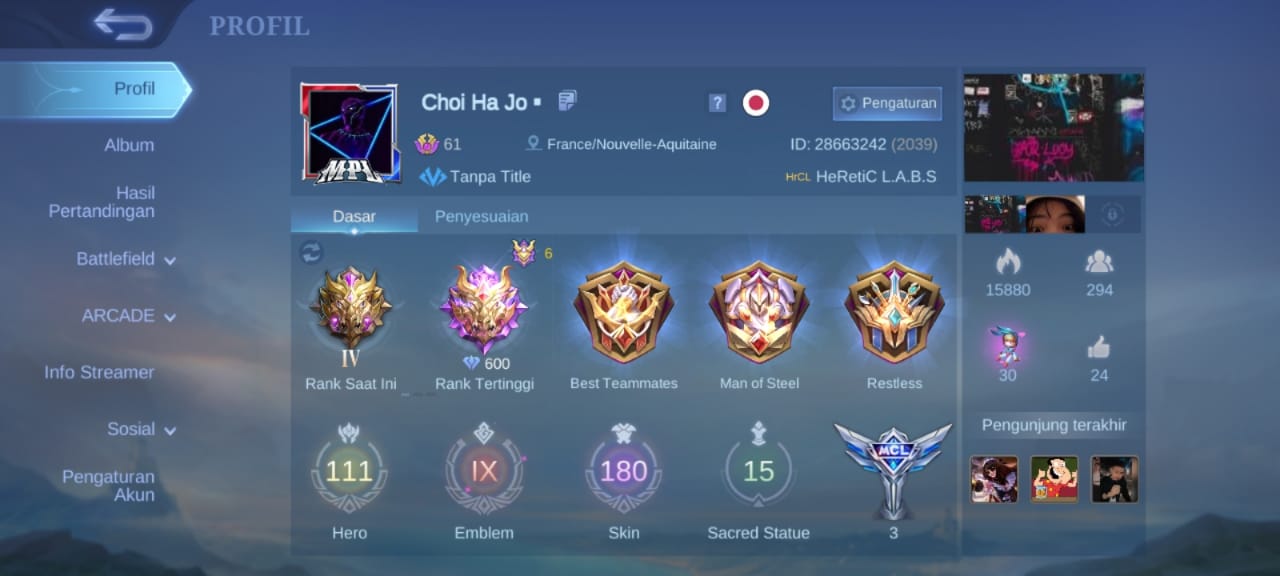 PROFIL
Profil
Album
Hasil
Pertandingan
Battlefield
ARCADE
Info Streamer
Sosial
Pengaturan
Akun
MPL
Choi Ha Jo ▪
?
Pengaturan
61
France/Nouvelle-Aquitaine
ID: 28663242 (2039)
Tanpa Title
HrCL HeRetiC L.A.B.S
Dasar
Penyesuaian
6
IV
600
Rank Saat Ini
Rank Tertinggi
Best Teammates
Man of Steel
Restless
111
IX
180
15
MCL
Hero
Emblem
Skin
Sacred Statue
3
15880
294
30
24
Pengunjung terakhir